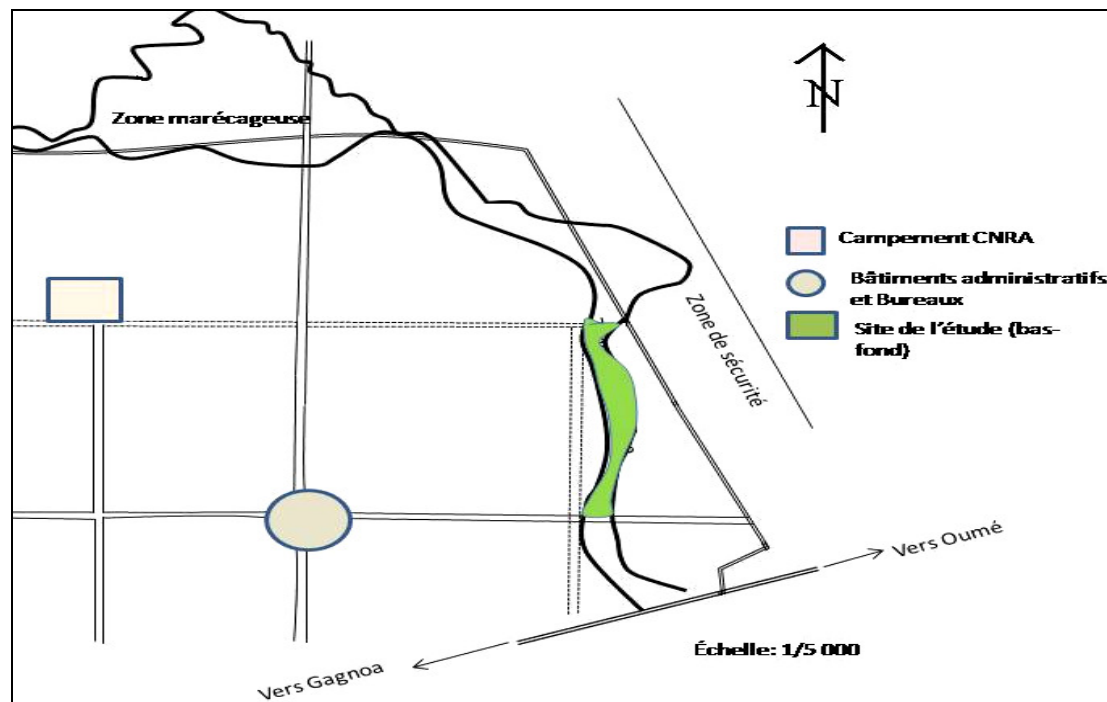 Zone marécageuse
N
Campement CNRA
Bâtiments administratifs
et Bureaux
Site de l'étude (bas-
fond)
Zone de sécurité
Vers Oumé
Échelle: 1/5 000
Vers Gagnoa